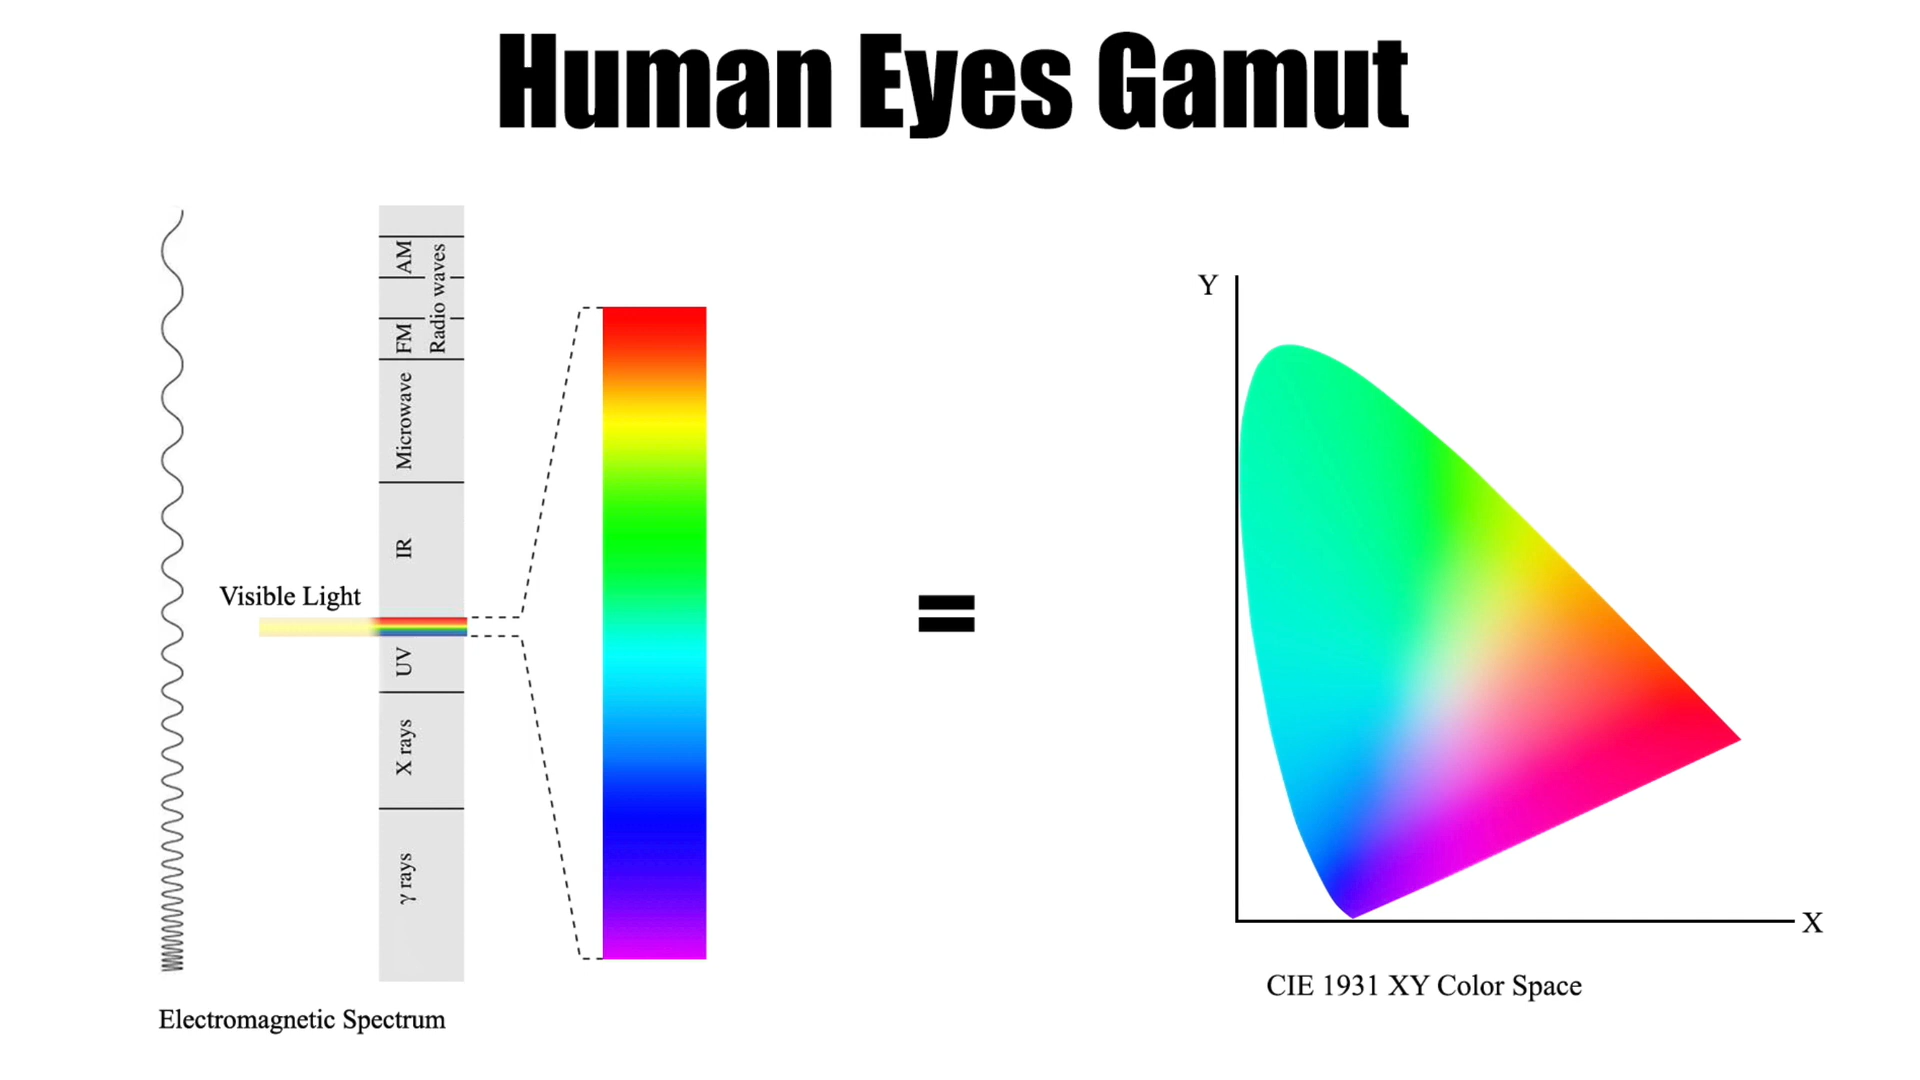 Human Eyes Gamut
AM
FM
Radio waves
Microwave
IR
Visible Light
UV
X rays
γ rays
Electromagnetic Spectrum
=
Y
X
CIE 1931 XY Color Space